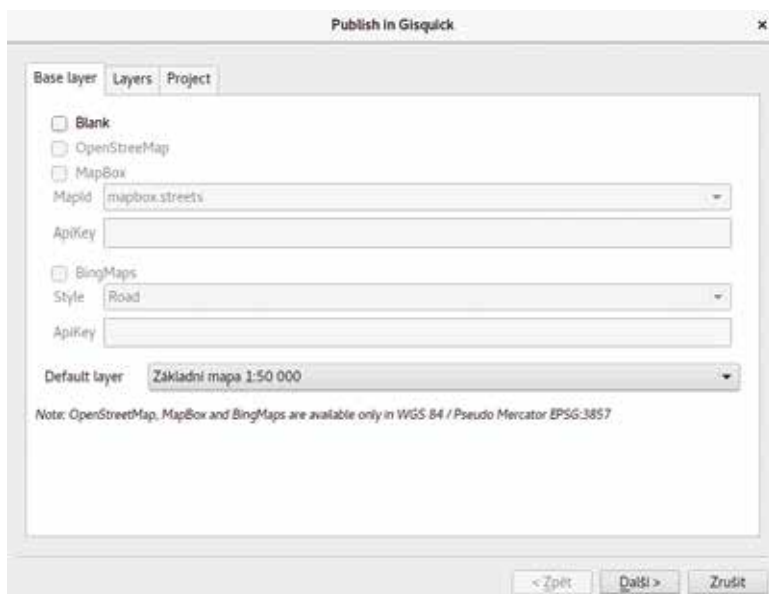 Publish in Gisquick ×
Base layer Layers Project
Blank
OpenStreeMap
MapBox
MapId mapbox.streets
ApiKey
BingMaps
Style Road
ApiKey
Default layer Základní mapa 1:50 000
Note: OpenStreetMap, MapBox and BingMaps are available only in WGS 84 / Pseudo Mercator EPSG:3857
< Zpět Další > Zrušit